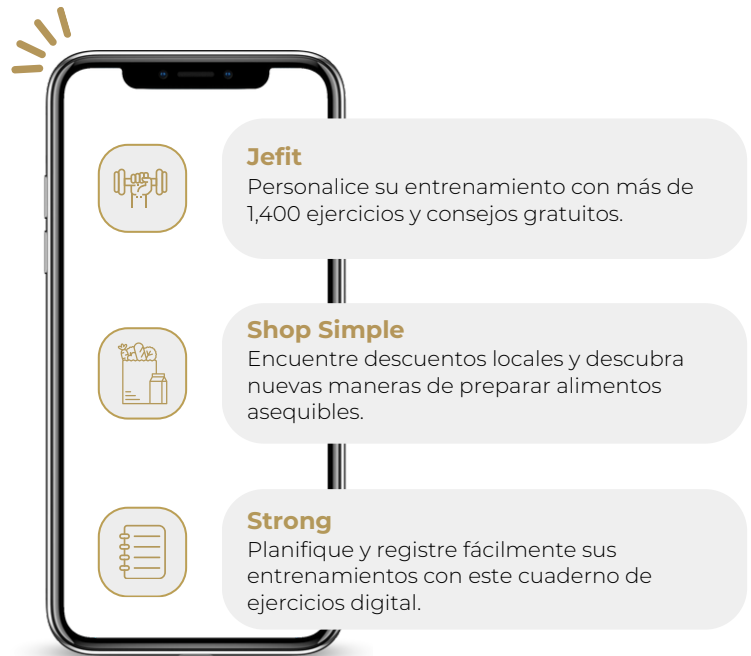 Jefit
Personalice su entrenamiento con más de
1,400 ejercicios y consejos gratuitos.
Shop Simple
Encuentre descuentos locales y descubra
nuevas maneras de preparar alimentos
asequibles.
Strong
Planifique y registre fácilmente sus
entrenamientos con este cuaderno de
ejercicios digital.